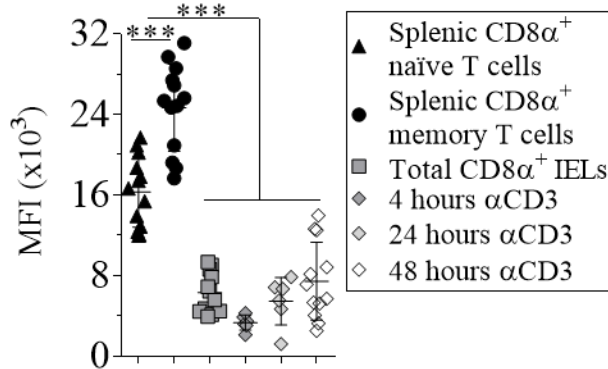 ***
***
32
24
16
8
0
MFI (x10³)
Splenic CD8α⁺
naïve T cells
Splenic CD8α⁺
memory T cells
Total CD8α⁺ IELs
4 hours αCD3
24 hours αCD3
48 hours αCD3